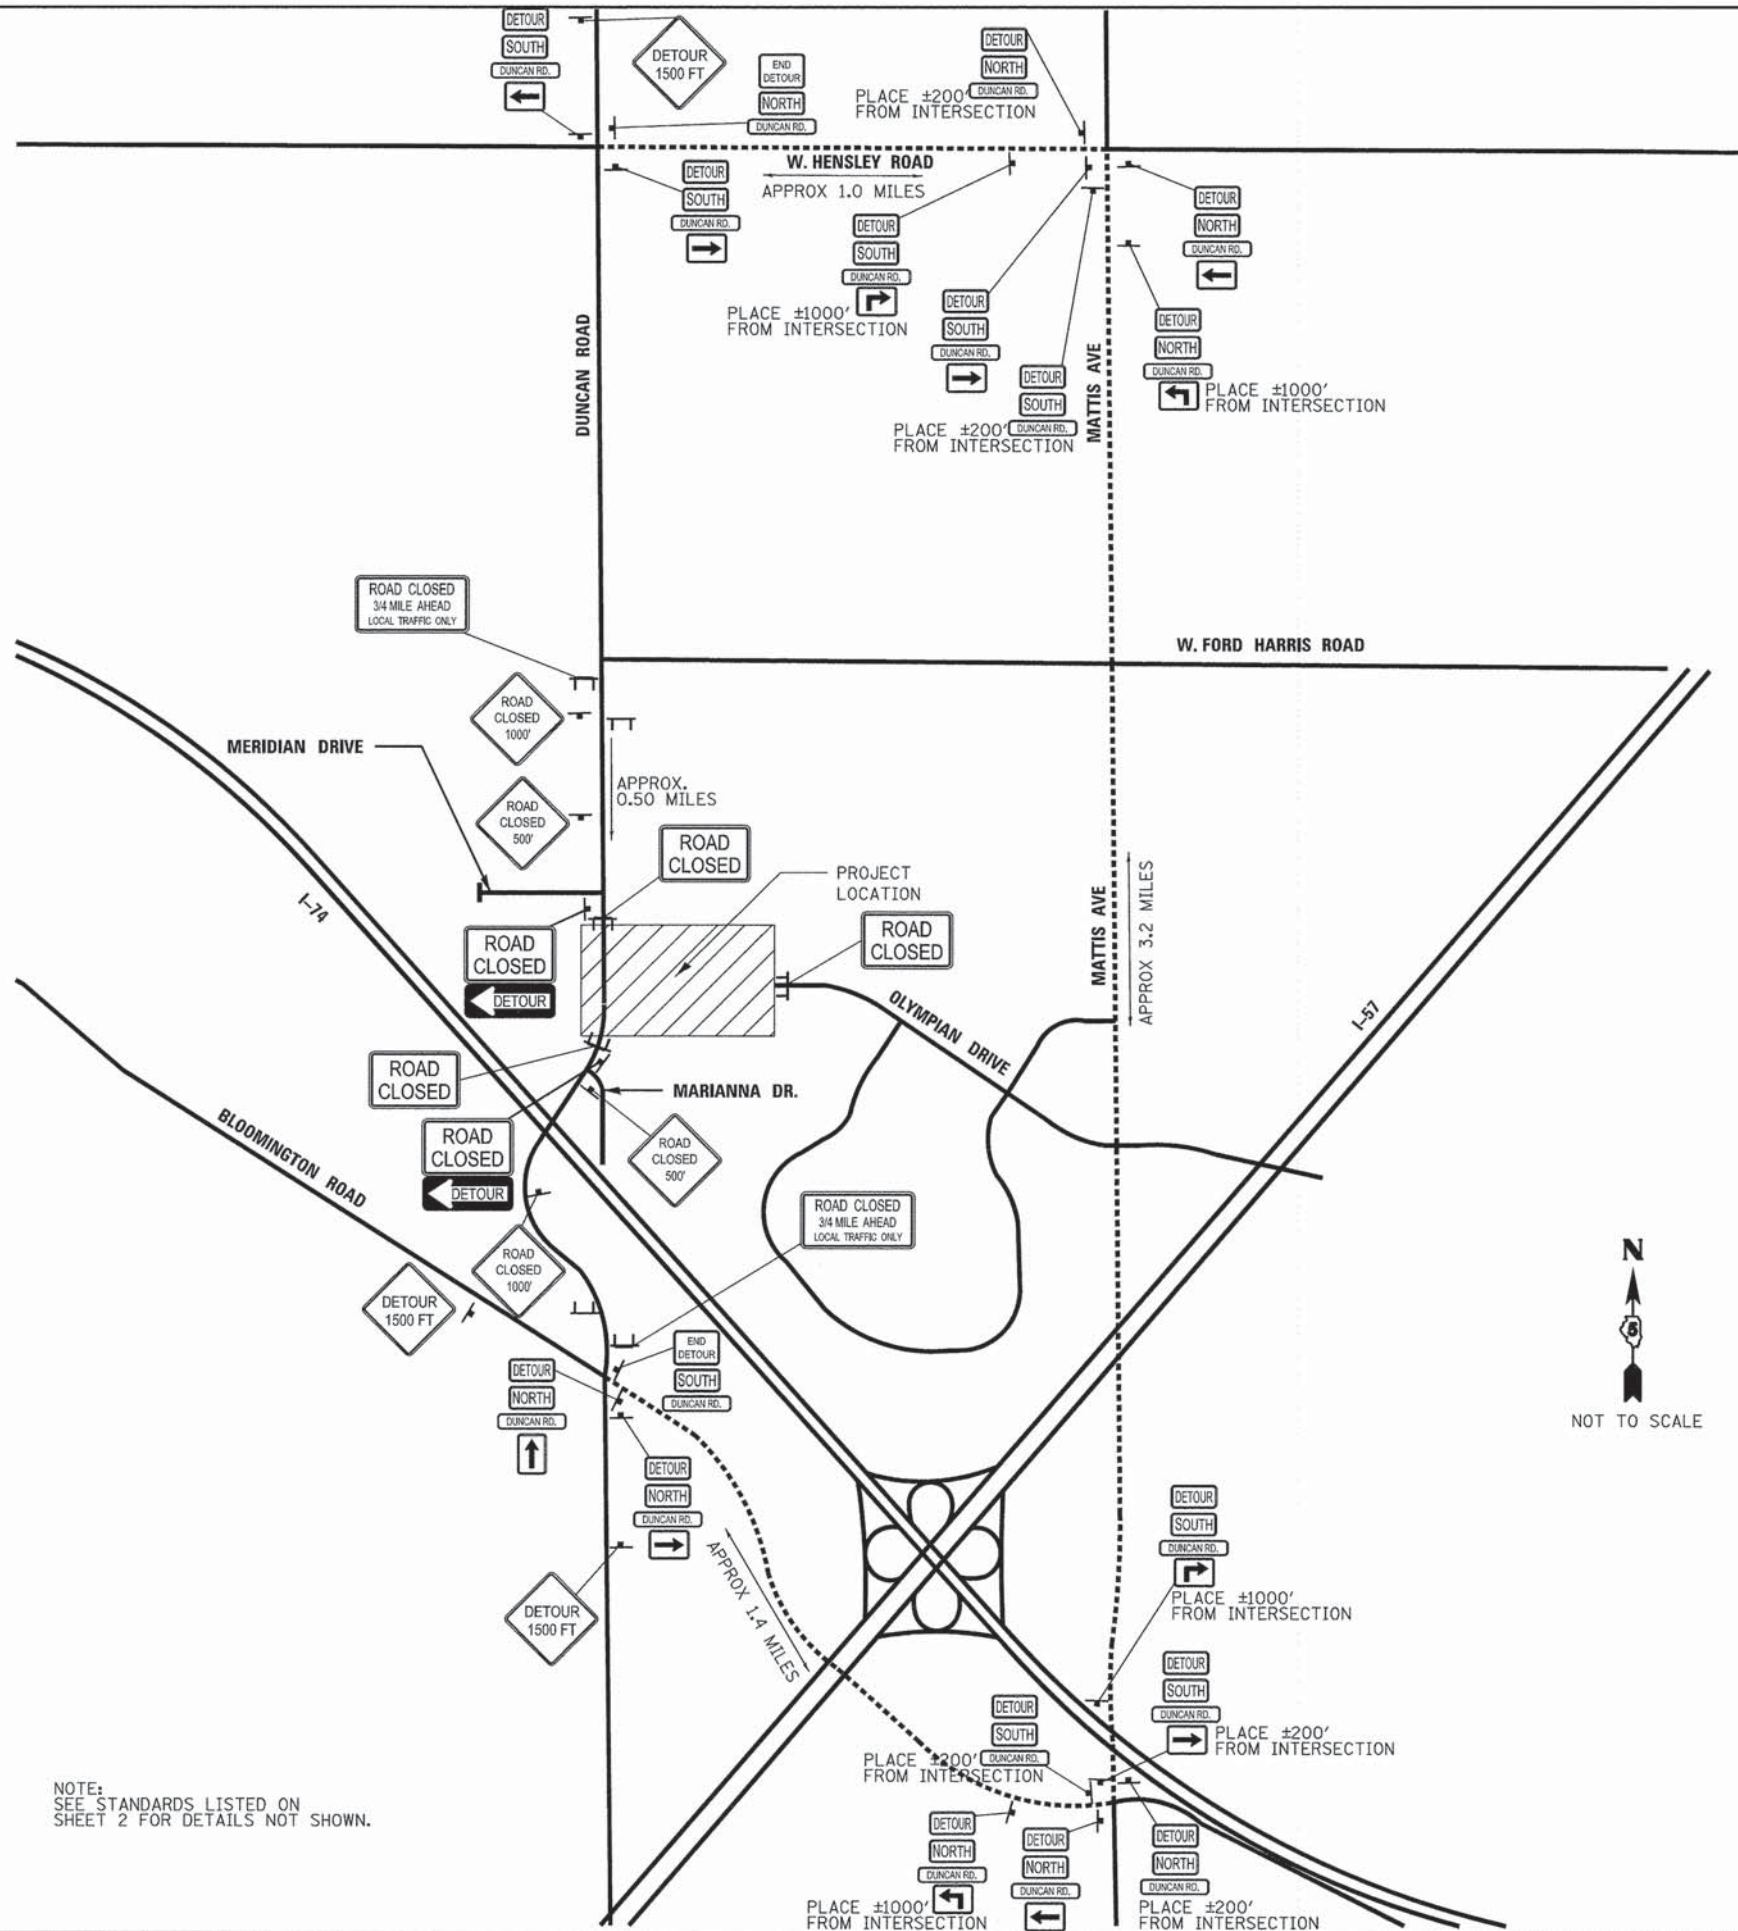 DETOUR
SOUTH
DUNCAN RD.
DETOUR
1500 FT
END
DETOUR
NORTH
DUNCAN RD.
DETOUR
NORTH
DUNCAN RD.
PLACE ±200'
FROM INTERSECTION
W. HENSLEY ROAD
APPROX 1.0 MILES
DETOUR
SOUTH
DUNCAN RD.
DETOUR
SOUTH
DUNCAN RD.
PLACE ±1000'
FROM INTERSECTION
DETOUR
SOUTH
DUNCAN RD.
DETOUR
SOUTH
DUNCAN RD.
PLACE ±200'
FROM INTERSECTION
DETOUR
NORTH
DUNCAN RD.
DETOUR
NORTH
DUNCAN RD.
PLACE ±1000'
FROM INTERSECTION
DUNCAN ROAD
MATTIS AVE
ROAD CLOSED
3/4 MILE AHEAD
LOCAL TRAFFIC ONLY
W. FORD HARRIS ROAD
ROAD
CLOSED
1000'
MERIDIAN DRIVE
ROAD
CLOSED
500'
APPROX.
0.50 MILES
ROAD
CLOSED
PROJECT
LOCATION
ROAD
CLOSED
ROAD
CLOSED
DETOUR
I-74
MATTIS AVE
APPROX 3.2 MILES
OLYMPIAN DRIVE
I-57
ROAD
CLOSED
MARIANNA DR.
ROAD
CLOSED
DETOUR
ROAD
CLOSED
500'
BLOOMINGTON ROAD
ROAD CLOSED
3/4 MILE AHEAD
LOCAL TRAFFIC ONLY
ROAD
CLOSED
1000'
DETOUR
1500 FT
END
DETOUR
SOUTH
DUNCAN RD.
DETOUR
NORTH
DUNCAN RD.
DETOUR
NORTH
DUNCAN RD.
DETOUR
1500 FT
APPROX 1.4 MILES
N
5
NOT TO SCALE
DETOUR
SOUTH
DUNCAN RD.
PLACE ±1000'
FROM INTERSECTION
DETOUR
SOUTH
DUNCAN RD.
PLACE ±200'
FROM INTERSECTION
DETOUR
SOUTH
DUNCAN RD.
PLACE ±200'
FROM INTERSECTION
NOTE:
SEE STANDARDS LISTED ON
SHEET 2 FOR DETAILS NOT SHOWN.
DETOUR
NORTH
DUNCAN RD.
PLACE ±1000'
FROM INTERSECTION
DETOUR
NORTH
DUNCAN RD.
DETOUR
NORTH
DUNCAN RD.
PLACE ±200'
FROM INTERSECTION